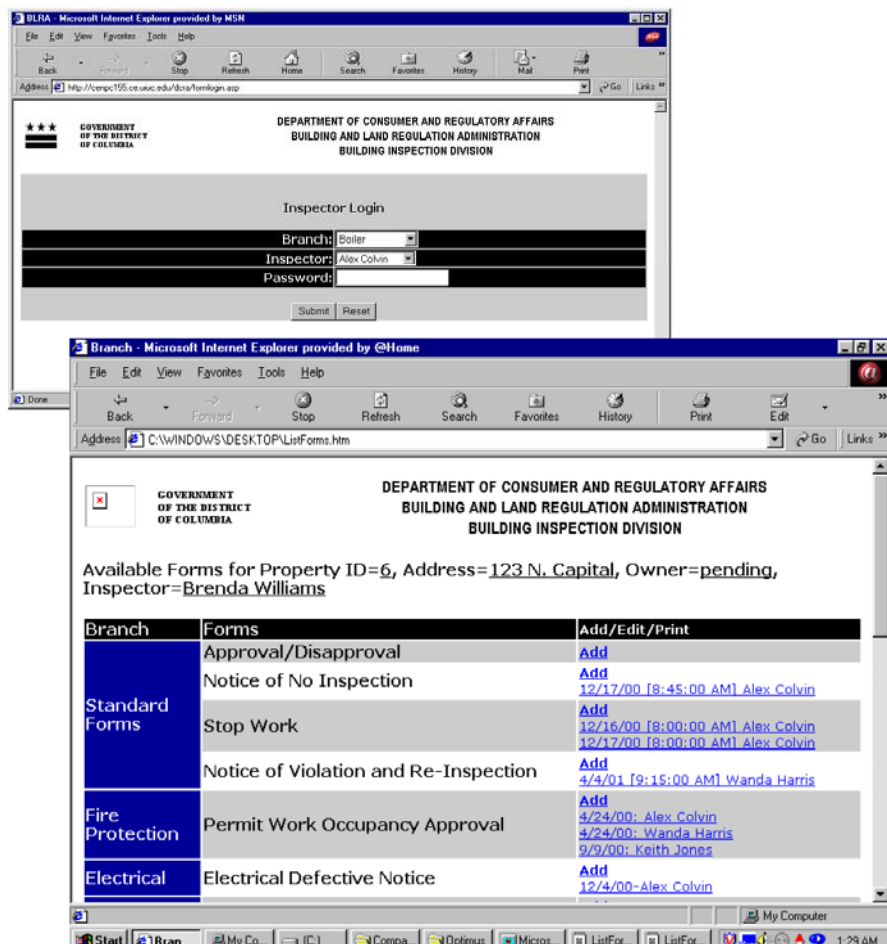 BLRA - Microsoft Internet Explorer provided by MSN
File Edit View Favorites Tools Help
Back Forward Stop Refresh Home Search Favorites History Mail Print
Address http://cenpc155.ce.uiuc.edu/dcra/formlogin.asp Go Links
GOVERNMENT
OF THE DISTRICT
OF COLUMBIA
DEPARTMENT OF CONSUMER AND REGULATORY AFFAIRS
BUILDING AND LAND REGULATION ADMINISTRATION
BUILDING INSPECTION DIVISION
Inspector Login
Branch: Boiler
Inspector: Alex Colvin
Password:
Submit Reset
Done
Branch - Microsoft Internet Explorer provided by @Home
File Edit View Favorites Tools Help
Back Forward Stop Refresh Search Favorites History Print Edit
Address C:\WINDOWS\DESKTOP\ListForms.htm Go Links
GOVERNMENT
OF THE DISTRICT
OF COLUMBIA
DEPARTMENT OF CONSUMER AND REGULATORY AFFAIRS
BUILDING AND LAND REGULATION ADMINISTRATION
BUILDING INSPECTION DIVISION
Available Forms for Property ID=6, Address=123 N. Capital, Owner=pending,
Inspector=Brenda Williams
Branch Forms Add/Edit/Print
Standard Forms
Approval/Disapproval Add
Notice of No Inspection Add
12/17/00 [8:45:00 AM] Alex Colvin
Stop Work Add
12/16/00 [8:00:00 AM] Alex Colvin
12/17/00 [8:00:00 AM] Alex Colvin
Notice of Violation and Re-Inspection Add
4/4/01 [9:15:00 AM] Wanda Harris
Fire Protection
Permit Work Occupancy Approval Add
4/24/00: Alex Colvin
4/24/00: Wanda Harris
9/9/00: Keith Jones
Electrical Electrical Defective Notice Add
12/4/00-Alex Colvin
My Computer
Start Bran... My Co... (C:) Compa... Optimus Micros... ListFor... ListFor... 1:29 AM